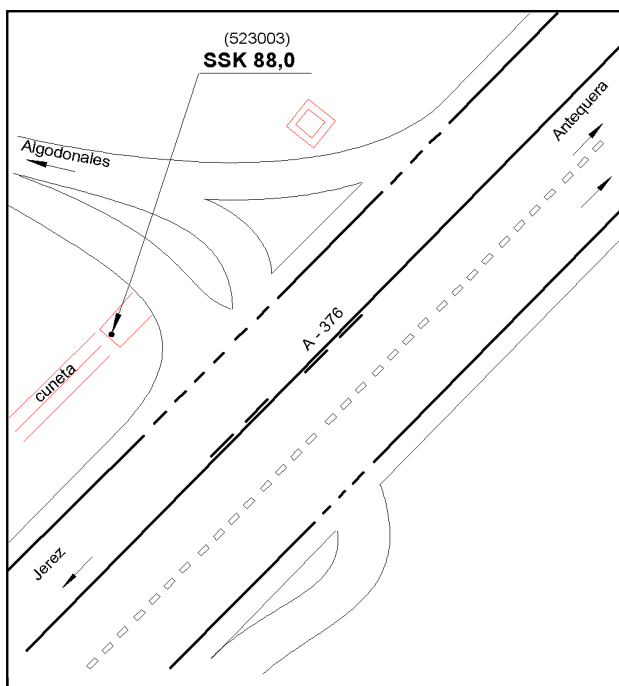 (523003)
SSK 88,0
Algodonales
Antequera
A - 376
cuneta
Jerez